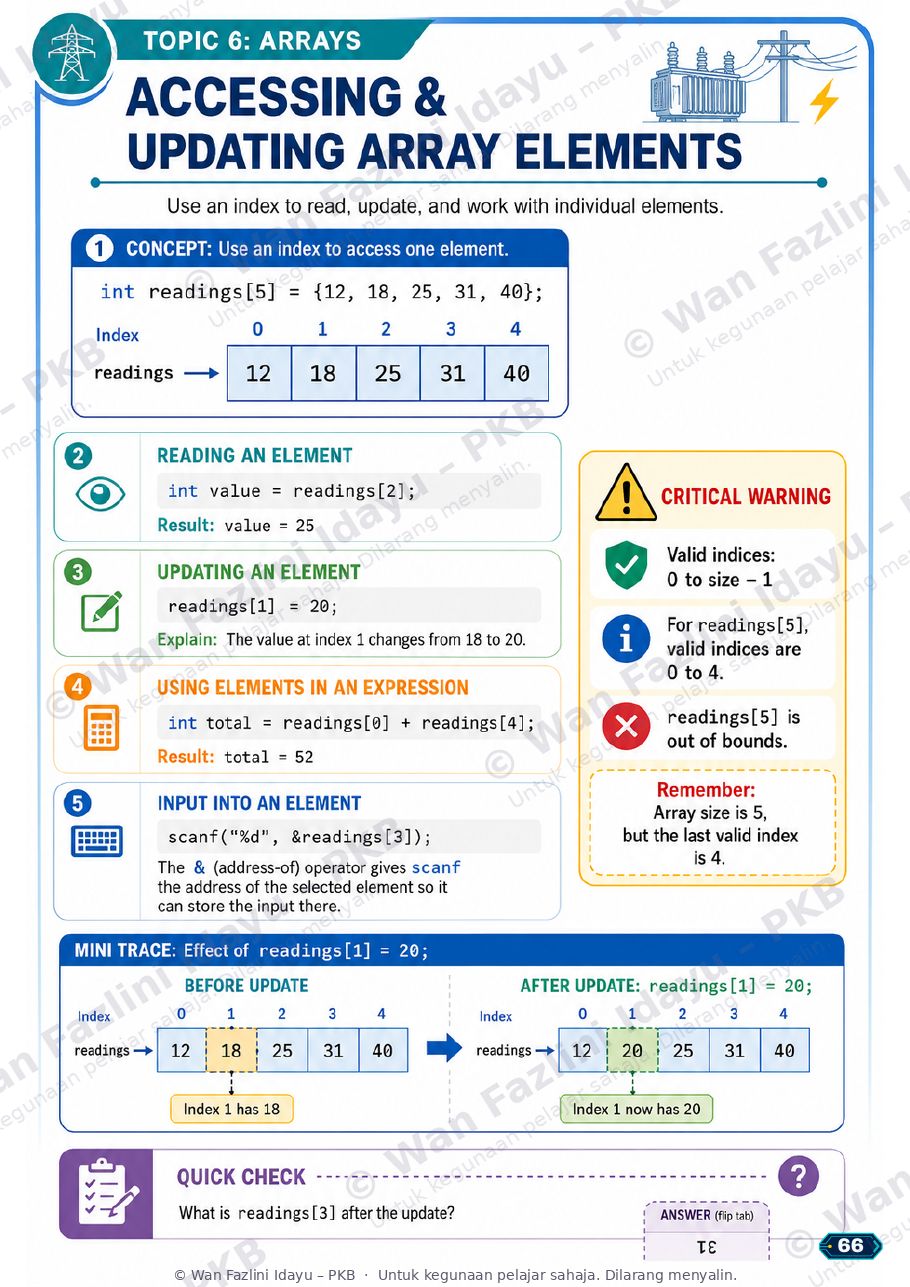 TOPIC 6: ARRAYS
ACCESSING &
UPDATING ARRAY ELEMENTS
Use an index to read, update, and work with individual elements.
1 CONCEPT: Use an index to access one element.
int readings[5] = {12, 18, 25, 31, 40};
Index 0 1 2 3 4
readings 12 18 25 31 40
2 READING AN ELEMENT
int value = readings[2];
Result: value = 25
3 UPDATING AN ELEMENT
readings[1] = 20;
Explain: The value at index 1 changes from 18 to 20.
4 USING ELEMENTS IN AN EXPRESSION
int total = readings[0] + readings[4];
Result: total = 52
5 INPUT INTO AN ELEMENT
scanf(“%d”, &readings[3]);
The & (address-of) operator gives scanf
the address of the selected element so it
can store the input there.
CRITICAL WARNING
Valid indices:
0 to size – 1
For readings[5],
valid indices are
0 to 4.
readings[5] is
out of bounds.
Remember:
Array size is 5,
but the last valid index
is 4.
MINI TRACE: Effect of readings[1] = 20;
BEFORE UPDATE
Index 0 1 2 3 4
readings 12 18 25 31 40
Index 1 has 18
AFTER UPDATE: readings[1] = 20;
Index 0 1 2 3 4
readings 12 20 25 31 40
Index 1 now has 20
QUICK CHECK
?
What is readings[3] after the update?
ANSWER (flip tab)
31
66
© Wan Fazlini Idayu – PKB
Untuk kegunaan pelajar sahaja. Dilarang menyalin.
© Wan Fazlini Idayu – PKB · Untuk kegunaan pelajar sahaja. Dilarang menyalin.